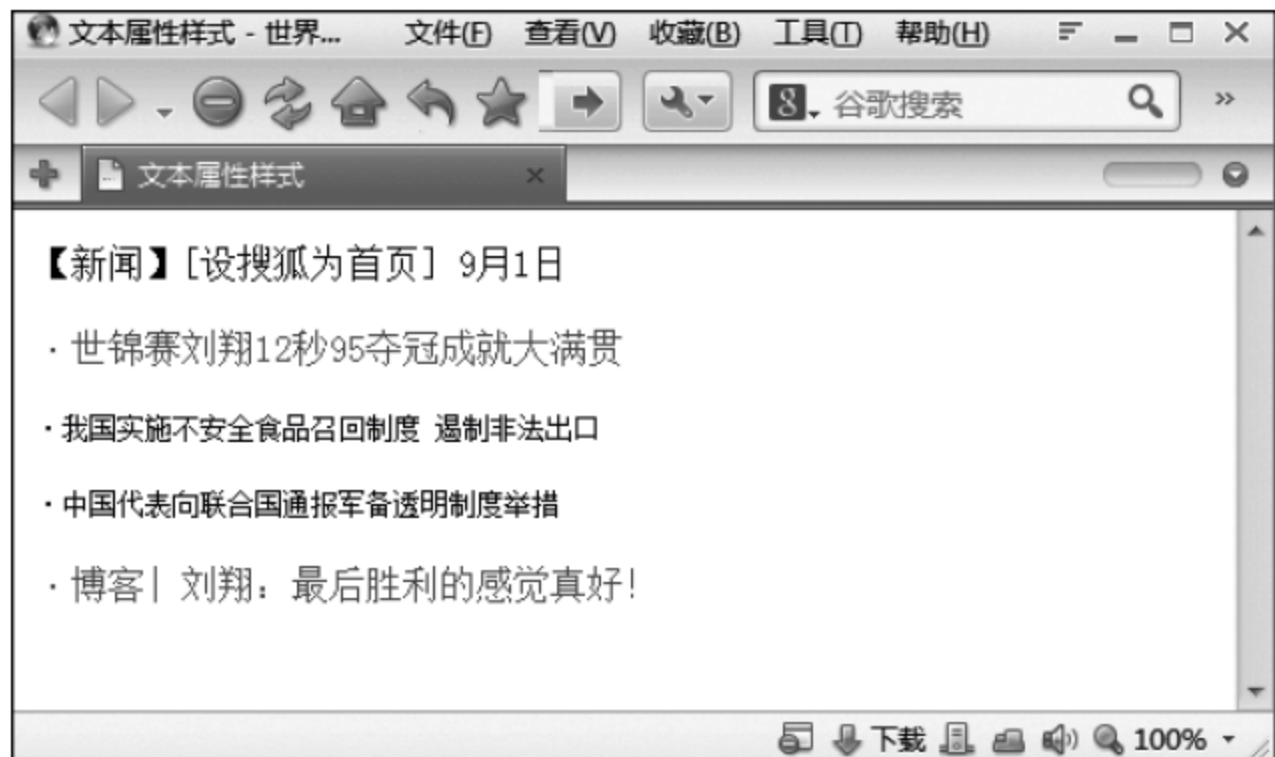 文本属性样式 - 世界... 文件(F) 查看(V) 收藏(B) 工具(T) 帮助(H)
谷歌搜索 »
文本属性样式
【新闻】[设搜狐为首页] 9月1日
·世锦赛刘翔12秒95夺冠成就大满贯
·我国实施不安全食品召回制度 遏制非法出口
·中国代表向联合国通报军备透明制度举措
·博客| 刘翔：最后胜利的感觉真好!
下载 100%